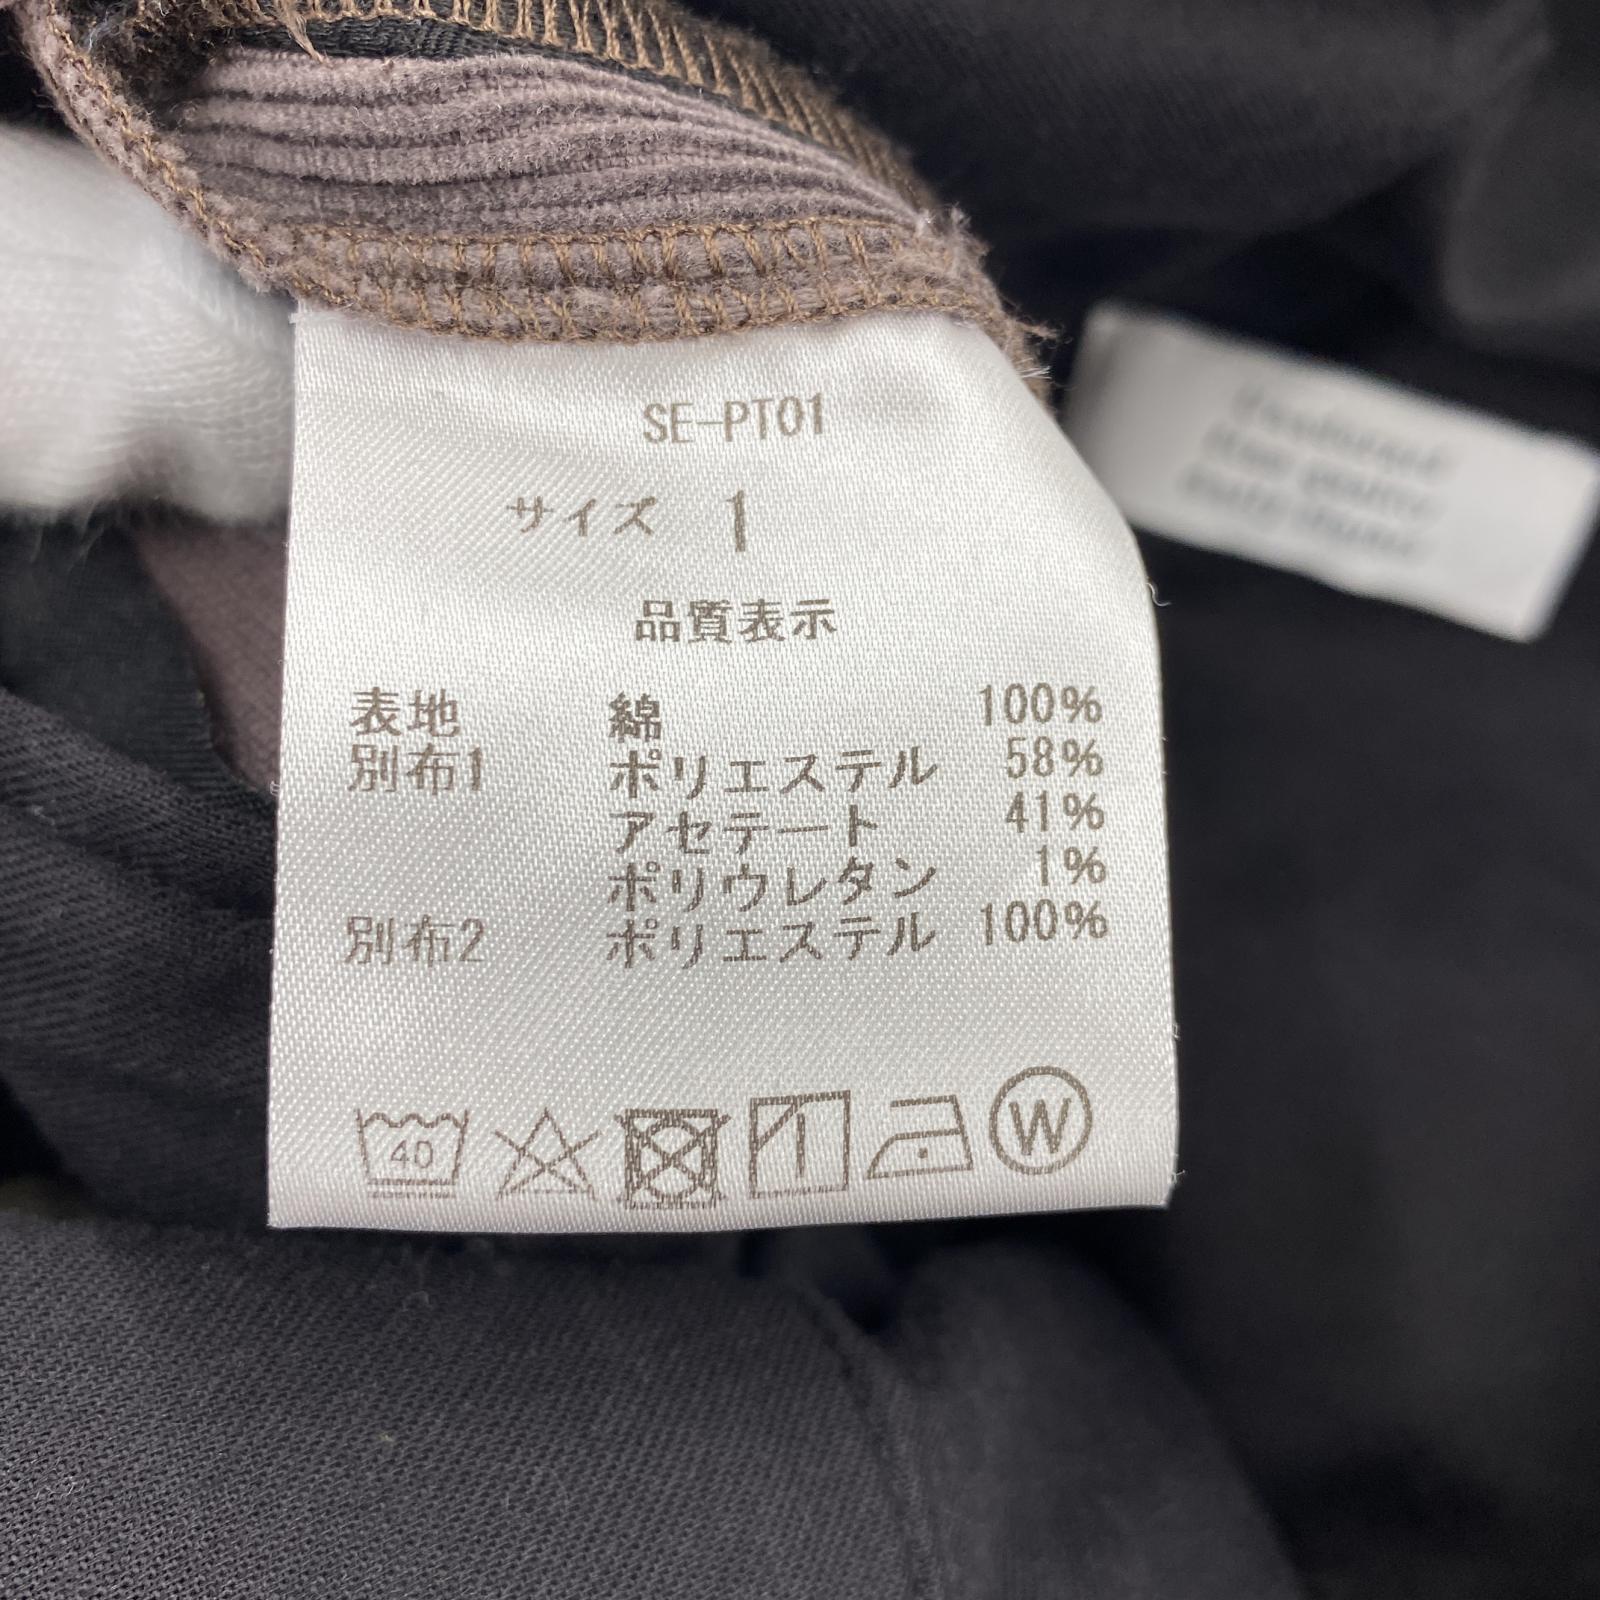 SE-PT01
サイズ 1
品質表示
表地 綿 100%
別布1 ポリエステル 58%
アセテート 41%
ポリウレタン 1%
別布2 ポリエステル 100%
40 W